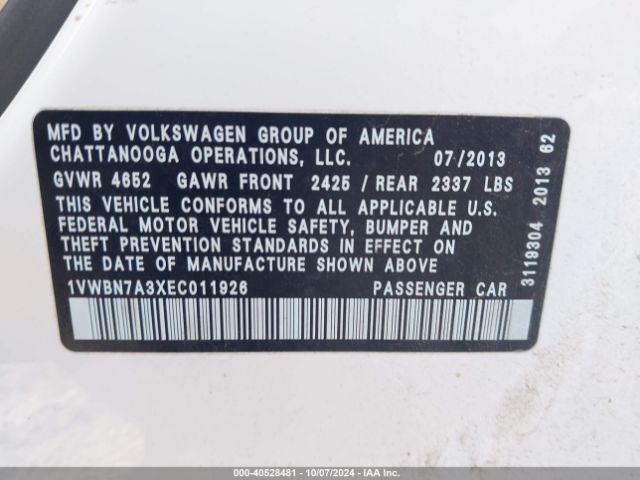 MFD BY VOLKSWAGEN GROUP OF AMERICA
CHATTANOOGA OPERATIONS, LLC. 07/2013
GVWR 4652 GAWR FRONT 2425 / REAR 2337 LBS
THIS VEHICLE CONFORMS TO ALL APPLICABLE U.S.
FEDERAL MOTOR VEHICLE SAFETY, BUMPER AND
THEFT PREVENTION STANDARDS IN EFFECT ON
THE DATE OF MANUFACTURE SHOWN ABOVE
1VWBN7A3XEC011926 PASSENGER CAR
3119304 2013 62
000-40528481 - 10/07/2024 - IAAI.COM